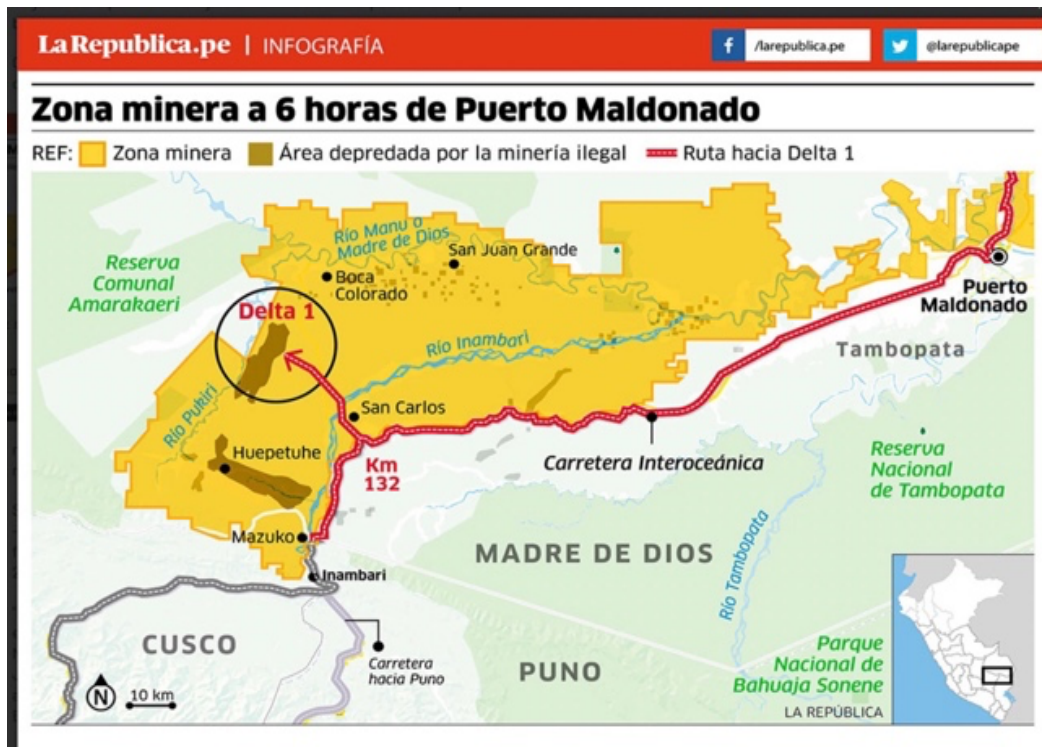 LaRepublica.pe | INFOGRAFÍA
/larepublica.pe
@larepublicape
Zona minera a 6 horas de Puerto Maldonado
REF: Zona minera Área depredada por la minería ilegal Ruta hacia Delta 1
Río Manu o
Madre de Dios
San Juan Grande
Reserva
Comunal
Amarakaeri
Boca
Colorado
Puerto
Maldonado
Delta 1
Río Inambari
Tambopata
San Carlos
Río Pukiri
Huepetuhe
Km
132
Carretera Interoceánica
Reserva
Nacional
de Tambopata
Mazuko
MADRE DE DIOS
Inambari
Río Tambopata
CUSCO
Carretera
hacia Puno
PUNO
Parque
Nacional de
Bahuaja Sonene
N
10 km
LA REPÚBLICA